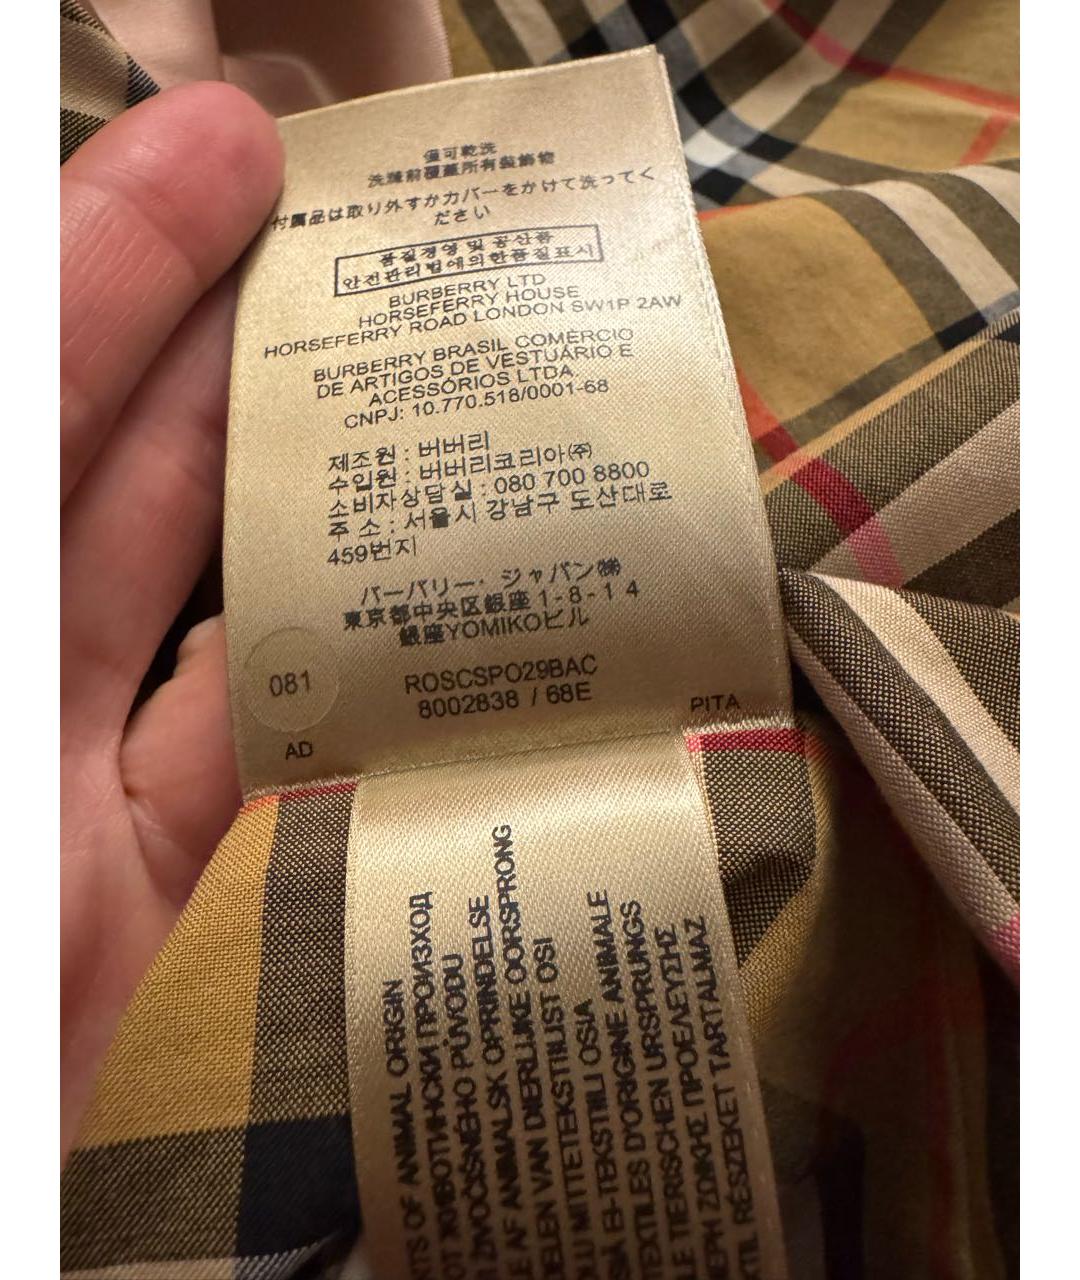 僅可乾洗
洗滌前覆蓋所有裝飾物
付属品は取り外すかカバーをかけて洗ってく
ださい
품질경영 및 공산품
안전관리법에의한품질표시
BURBERRY LTD
HORSEFERRY HOUSE
HORSEFERRY ROAD LONDON SW1P 2AW
BURBERRY BRASIL COMÉRCIO
DE ARTIGOS DE VESTUÁRIO E
ACESSÓRIOS LTDA.
CNPJ: 10.770.518/0001-68
제조원 : 버버리
수입원 : 버버리코리아㈜
소비자상담실 : 080 700 8800
주 소 : 서울시 강남구 도산대로
459번지
バーバリー・ジャパン㈱
東京都中央区銀座 1-8-14
銀座YOMIKOビル
081
ROSCSPO29BAC
8002838 / 68E
AD
PITA
OF ANIMAL ORIGIN
ЖИВОТИНСКИ ПРОИЗХОД
ŽIVOČIŠNÉHO PŮVODU
AF ANIMALSK OPRINDELSE
DELEN VAN DIERLIJKE OORSPRONG
MITTETEKSTIILIST OSI
EI-TEKSTIILI OSIA
TEXTILES D'ORIGINE ANIMALE
TIERISCHEN URSPRUNGS
ΖΩΙΚΗΣ ΠΡΟΕΛΕΥΣΗΣ
RÉSZEKET TARTALMAZ